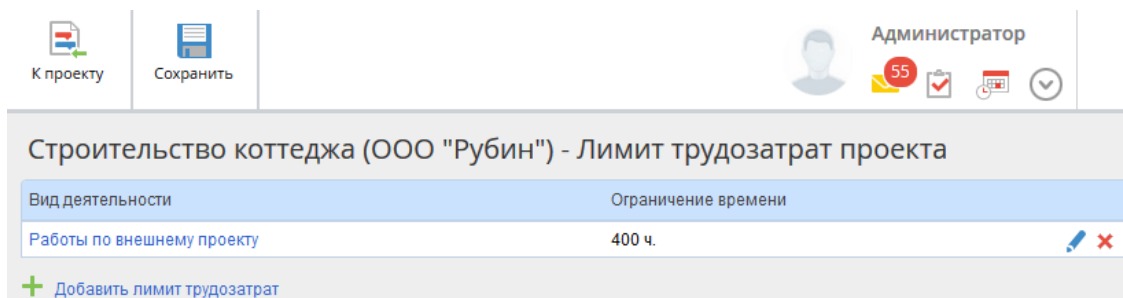 К проекту
Сохранить
Администратор
55
Строительство коттеджа (ООО "Рубин") - Лимит трудозатрат проекта
Вид деятельности Ограничение времени
Работы по внешнему проекту 400 ч.
Добавить лимит трудозатрат